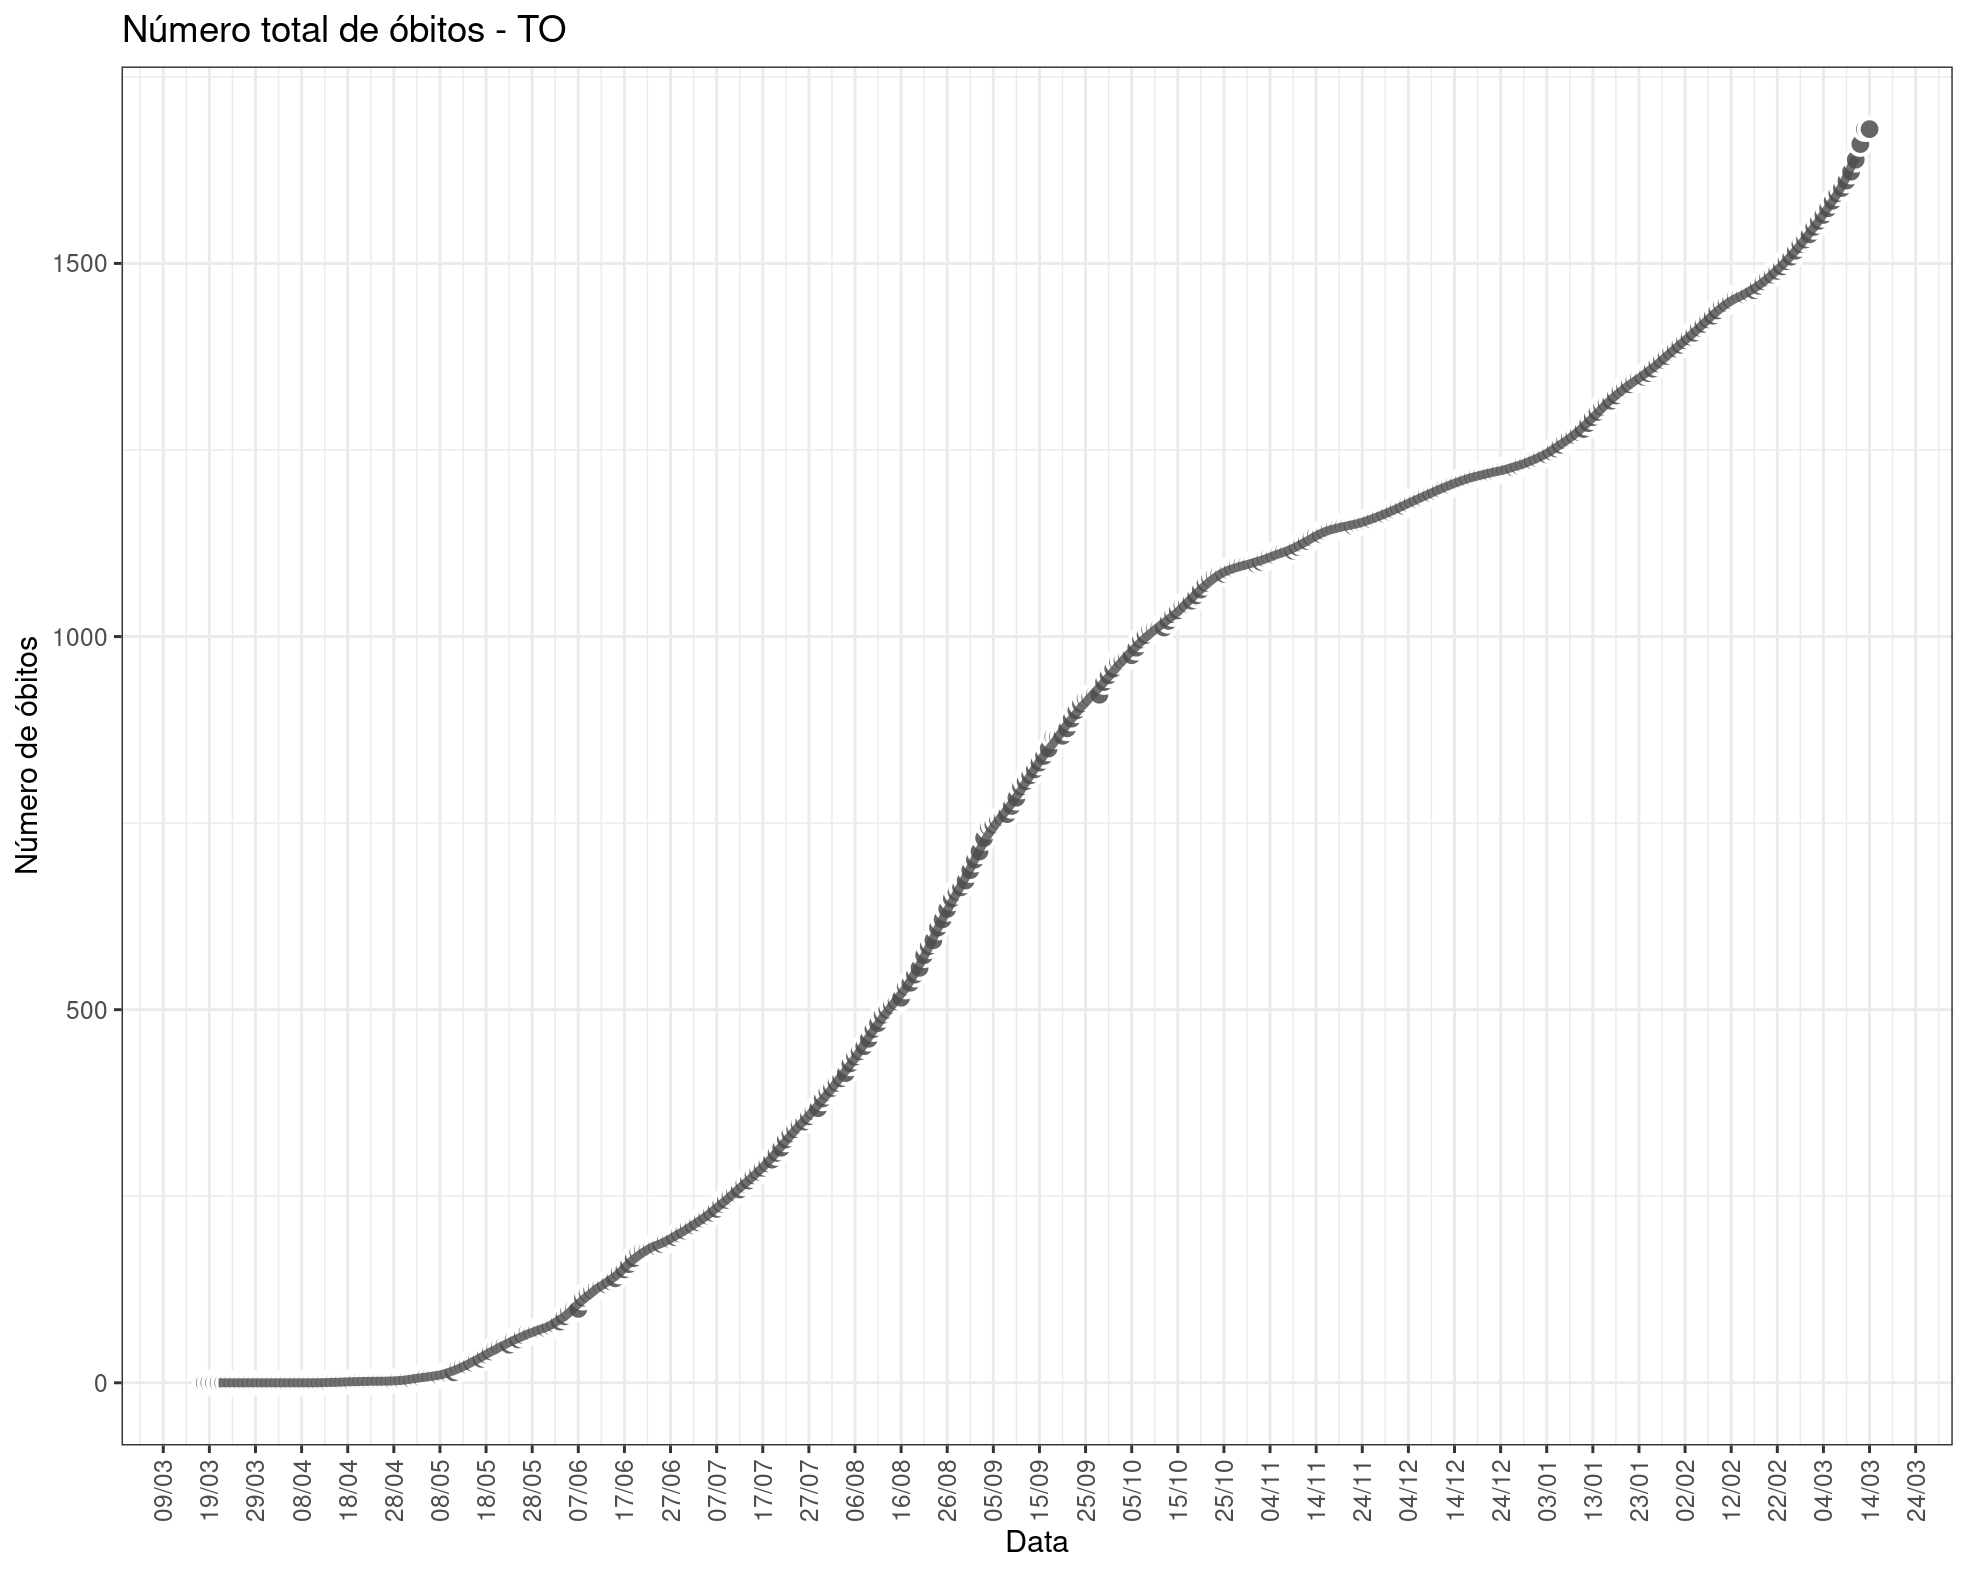 Número total de óbitos - TO
Número de óbitos
1500
1000
500
0
09/03 19/03 29/03 08/04 18/04 28/04 08/05 18/05 28/05 07/06 17/06 27/06 07/07 17/07 27/07 06/08 16/08 26/08 05/09 15/09 25/09 05/10 15/10 25/10 04/11 14/11 24/11 04/12 14/12 24/12 03/01 13/01 23/01 02/02 12/02 22/02 04/03 14/03 24/03
Data